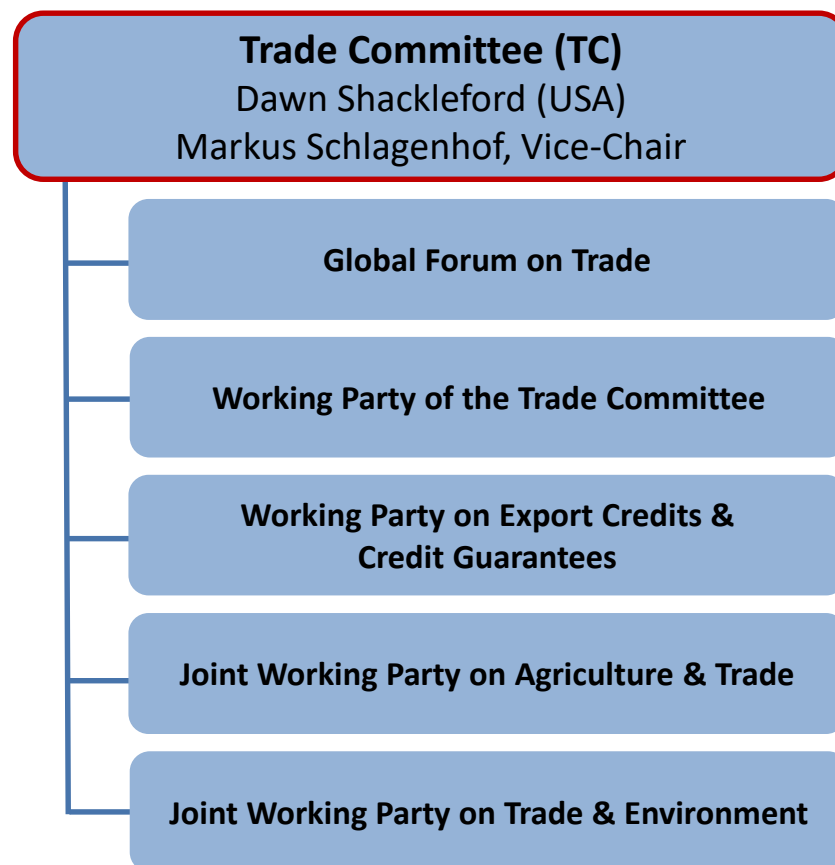 Trade Committee (TC)
Dawn Shackleford (USA)
Markus Schlagenhof, Vice-Chair
Global Forum on Trade
Working Party of the Trade Committee
Working Party on Export Credits &
Credit Guarantees
Joint Working Party on Agriculture & Trade
Joint Working Party on Trade & Environment